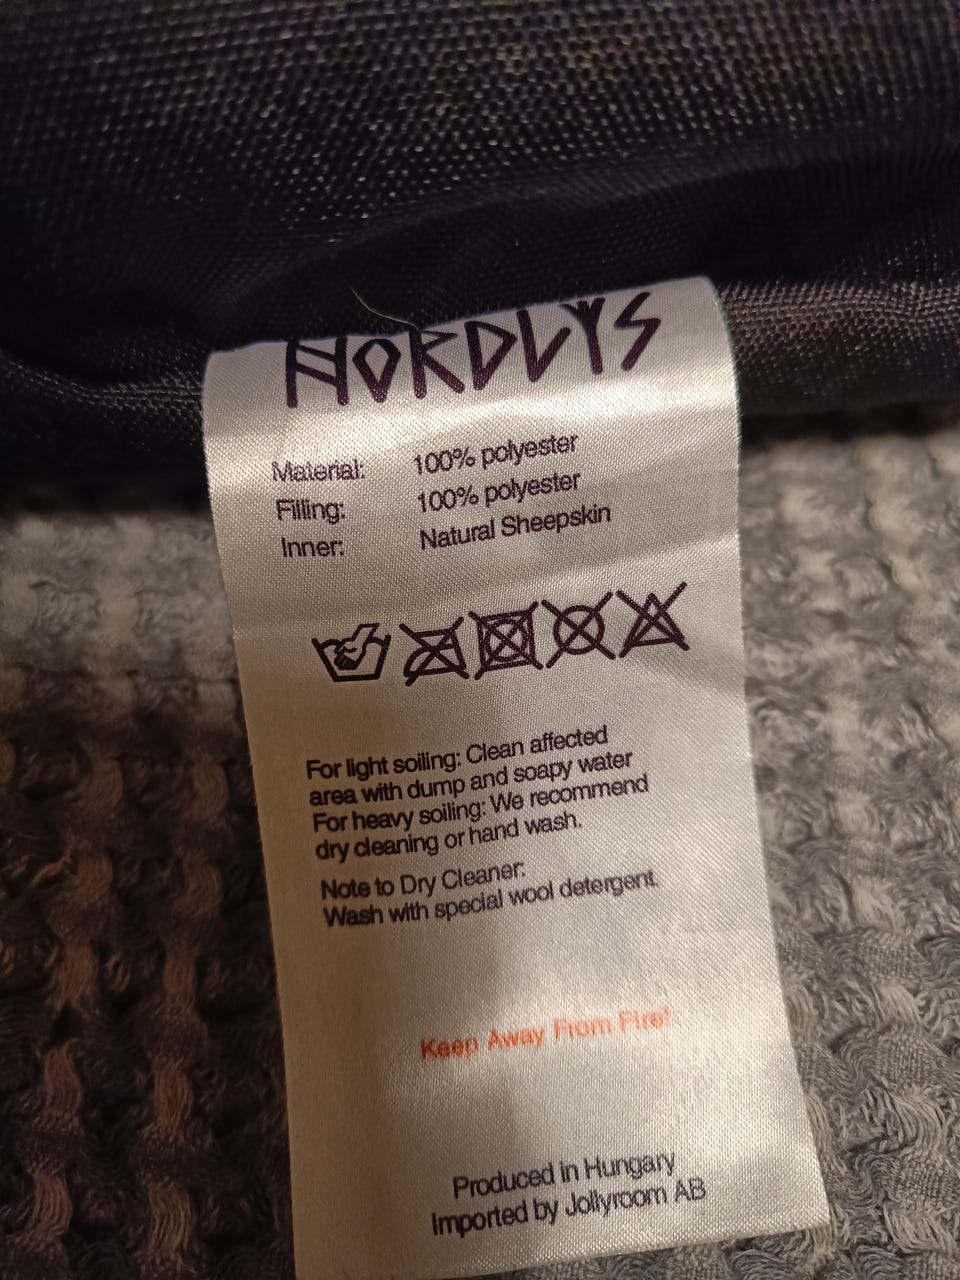 NORDLYS
Material: 100% polyester
Filling: 100% polyester
Inner: Natural Sheepskin
For light soiling: Clean affected
area with dump and soapy water
For heavy soiling: We recommend
dry cleaning or hand wash.
Note to Dry Cleaner:
Wash with special wool detergent.
Keep Away From Fire!
Produced in Hungary
Imported by Jollyroom AB